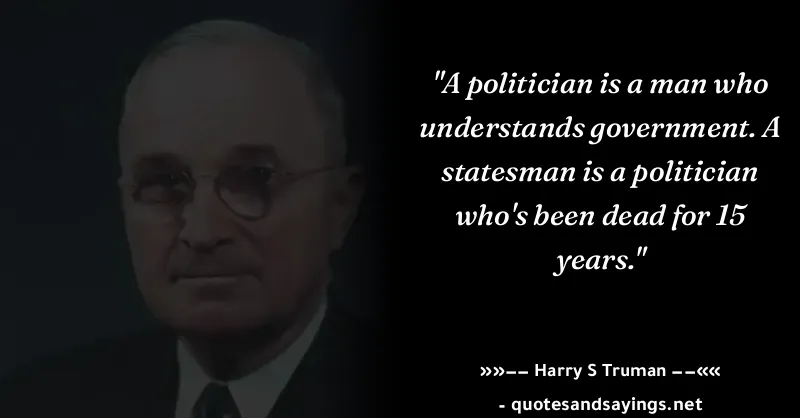 "A politician is a man who
understands government. A
statesman is a politician
who's been dead for 15
years."
»»−− Harry S Truman −−««
- quotesandsayings.net